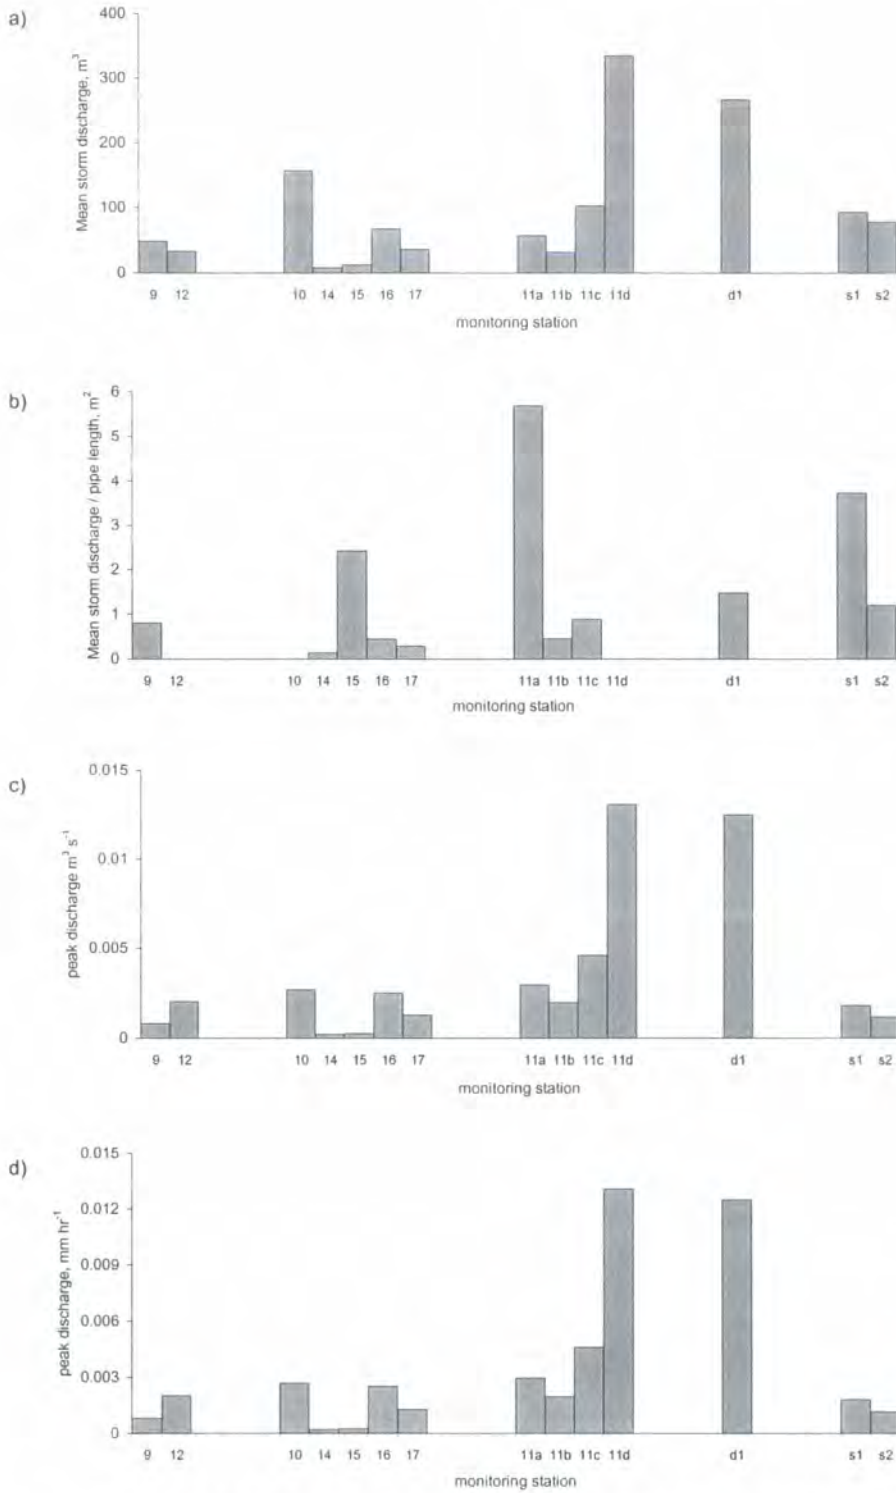 a)
Mean storm discharge, m³
400
300
200
100
0
9 12 10 14 15 16 17 11a 11b 11c 11d d1 s1 s2
monitoring station
b)
Mean storm discharge / pipe length, m²
6
5
4
3
2
1
0
9 12 10 14 15 16 17 11a 11b 11c 11d d1 s1 s2
monitoring station
c)
peak discharge m³ s⁻¹
0.015
0.01
0.005
0
9 12 10 14 15 16 17 11a 11b 11c 11d d1 s1 s2
monitoring station
d)
peak discharge, mm hr⁻¹
0.015
0.012
0.009
0.006
0.003
0
9 12 10 14 15 16 17 11a 11b 11c 11d d1 s1 s2
monitoring station